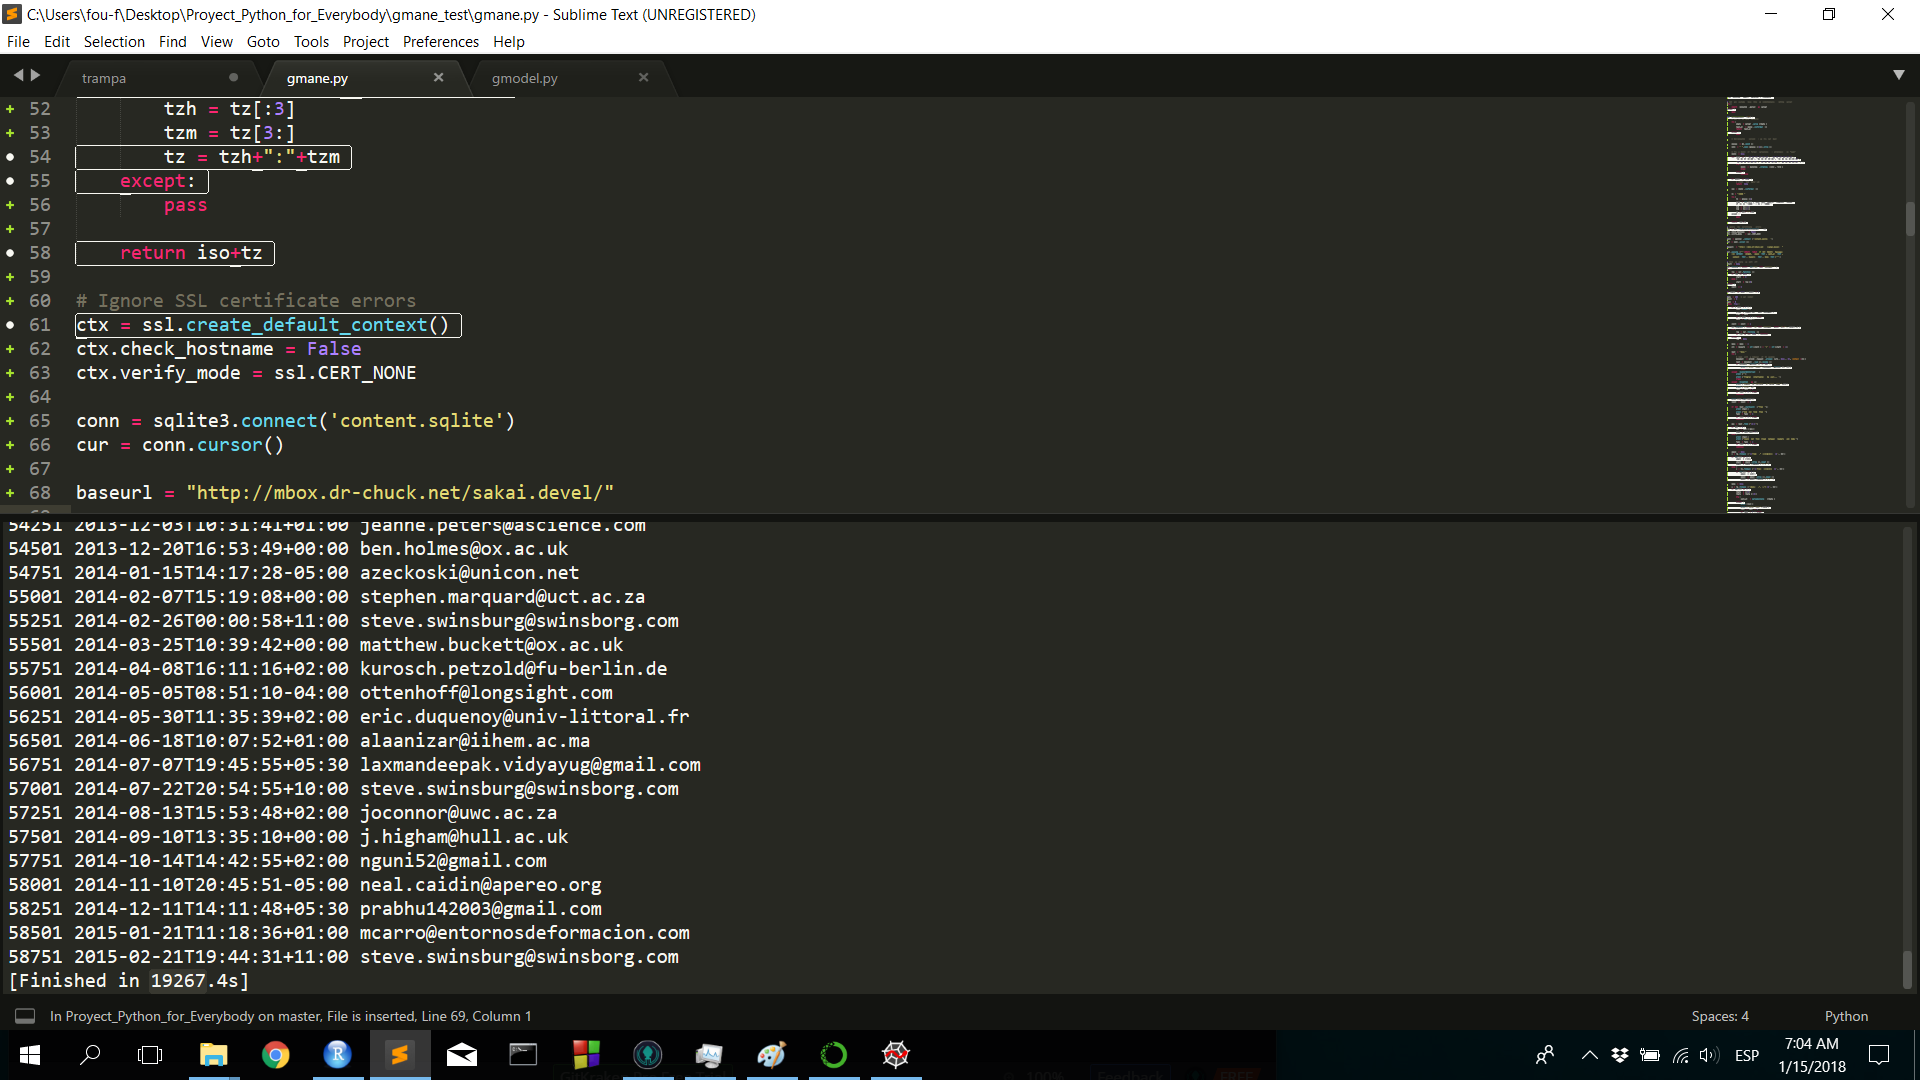 C:\Users\fou-f\Desktop\Proyect_Python_for_Everybody\gmane_test\gmane.py - Sublime Text (UNREGISTERED)
File Edit Selection Find View Goto Tools Project Preferences Help
trampa gmane.py gmodel.py
52 tzh = tz[:3]
53 tzm = tz[3:]
54 tz = tzh+":"+tzm
55 except:
56 pass
57
58 return iso+tz
59
60 # Ignore SSL certificate errors
61 ctx = ssl.create_default_context()
62 ctx.check_hostname = False
63 ctx.verify_mode = ssl.CERT_NONE
64
65 conn = sqlite3.connect('content.sqlite')
66 cur = conn.cursor()
67
68 baseurl = "http://mbox.dr-chuck.net/sakai.devel/"
54251 2013-12-03T10:31:41+01:00 jeanne.peters@ascience.com
54501 2013-12-20T16:53:49+00:00 ben.holmes@ox.ac.uk
54751 2014-01-15T14:17:28-05:00 azeckoski@unicon.net
55001 2014-02-07T15:19:08+00:00 stephen.marquard@uct.ac.za
55251 2014-02-26T00:00:58+11:00 steve.swinsburg@swinsborg.com
55501 2014-03-25T10:39:42+00:00 matthew.buckett@ox.ac.uk
55751 2014-04-08T16:11:16+02:00 kurosch.petzold@fu-berlin.de
56001 2014-05-05T08:51:10-04:00 ottenhoff@longsight.com
56251 2014-05-30T11:35:39+02:00 eric.duquenoy@univ-littoral.fr
56501 2014-06-18T10:07:52+01:00 alaanizar@iihem.ac.ma
56751 2014-07-07T19:45:55+05:30 laxmandeepak.vidyayug@gmail.com
57001 2014-07-22T20:54:55+10:00 steve.swinsburg@swinsborg.com
57251 2014-08-13T15:53:48+02:00 joconnor@uwc.ac.za
57501 2014-09-10T13:35:10+00:00 j.higham@hull.ac.uk
57751 2014-10-14T14:42:55+02:00 nguni52@gmail.com
58001 2014-11-10T20:45:51-05:00 neal.caidin@apereo.org
58251 2014-12-11T14:11:48+05:30 prabhu142003@gmail.com
58501 2015-01-21T11:18:36+01:00 mcarro@entornosdeformacion.com
58751 2015-02-21T19:44:31+11:00 steve.swinsburg@swinsborg.com
[Finished in 19267.4s]
In Proyect_Python_for_Everybody on master, File is inserted, Line 69, Column 1 Spaces: 4 Python
ESP 7:04 AM
1/15/2018